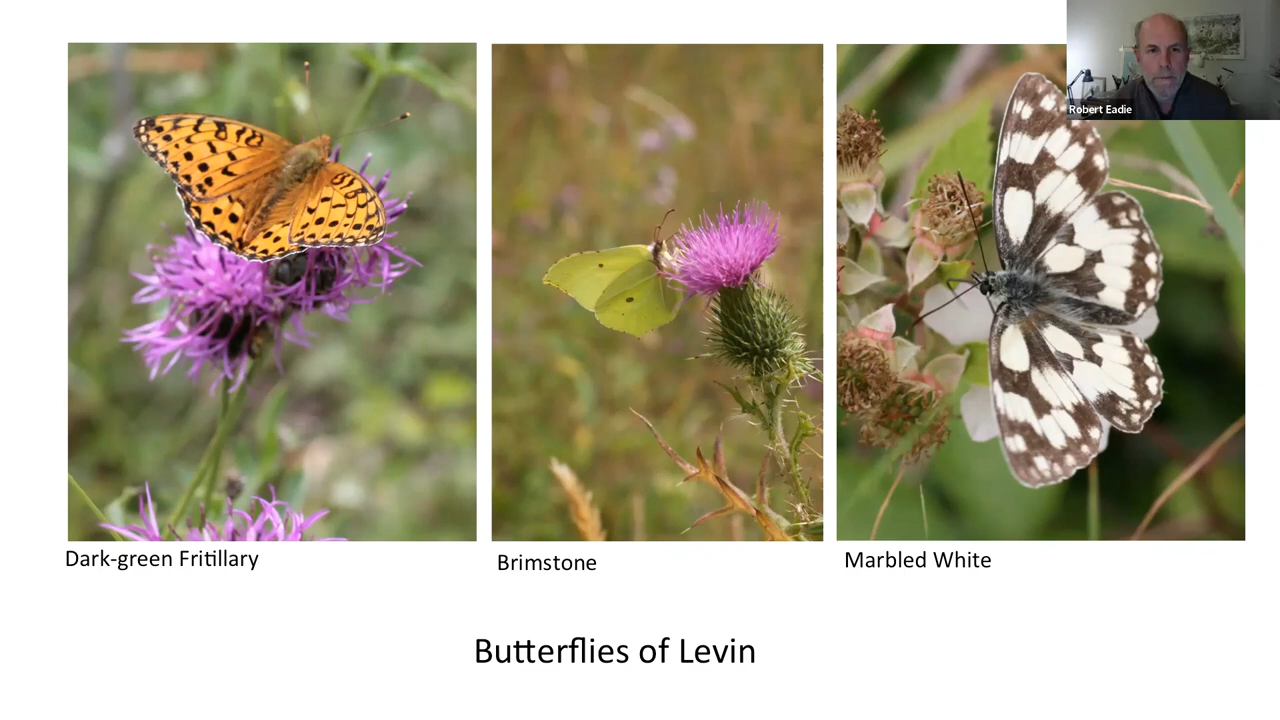 Robert Eadie
Dark-green Fritillary
Brimstone
Marbled White
Butterflies of Levin